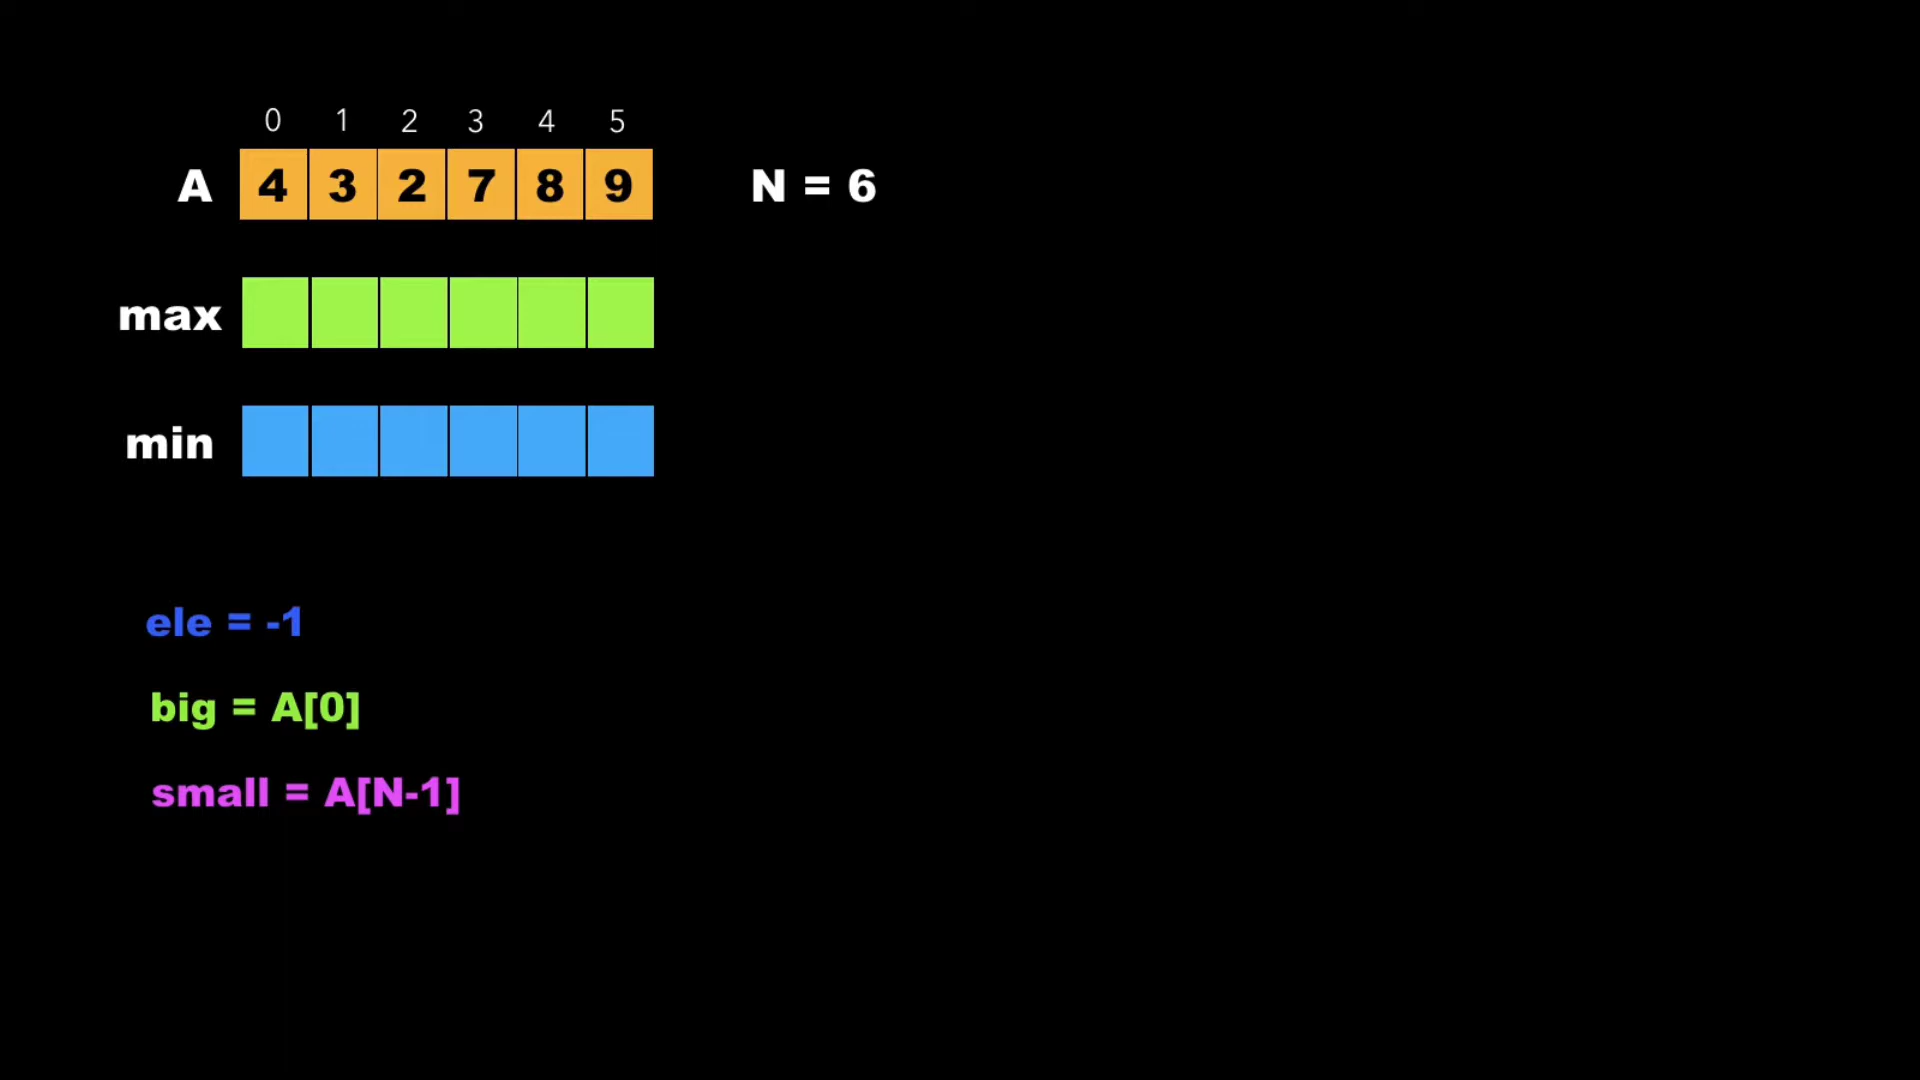 0 1 2 3 4 5
A 4 3 2 7 8 9 N = 6
max
min
ele = -1
big = A[0]
small = A[N-1]